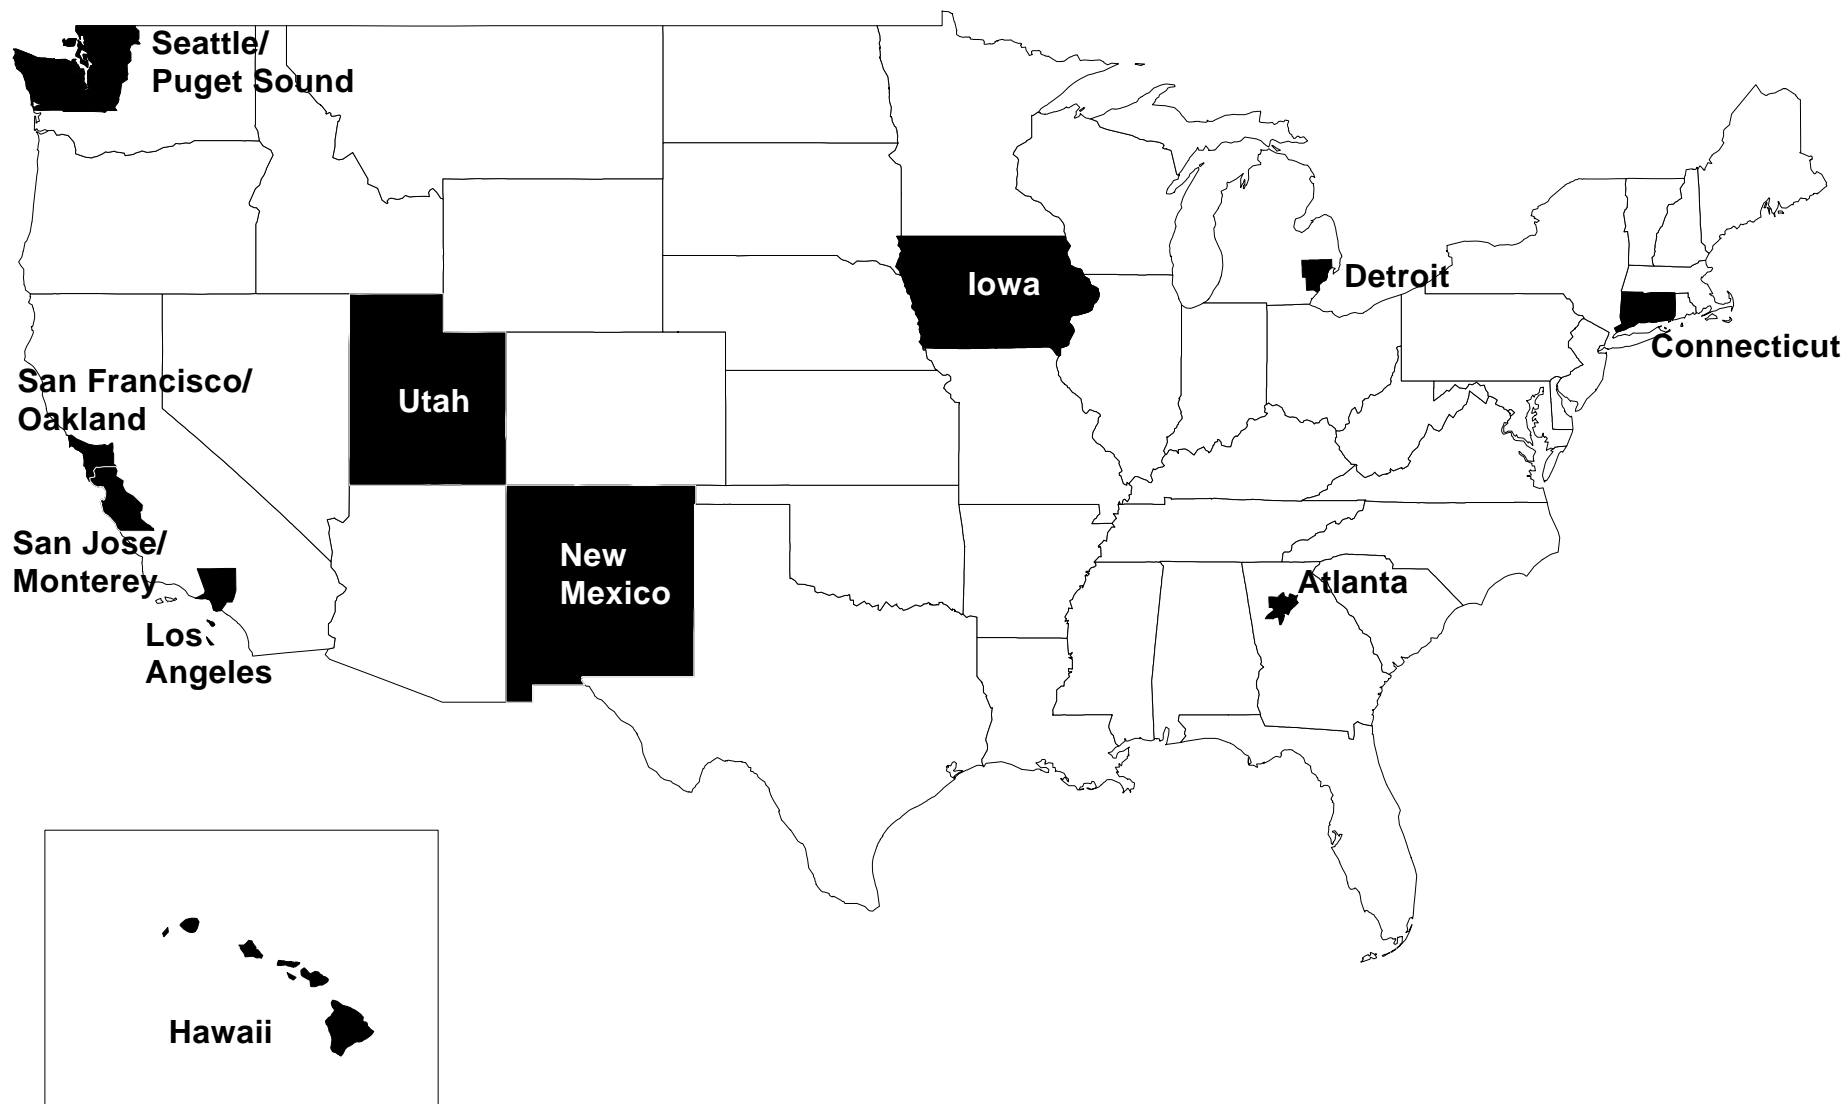 Seattle/
Puget Sound
Iowa
Detroit
Connecticut
San Francisco/
Oakland
Utah
San Jose/
Monterey
New
Mexico
Atlanta
Los
Angeles
Hawaii